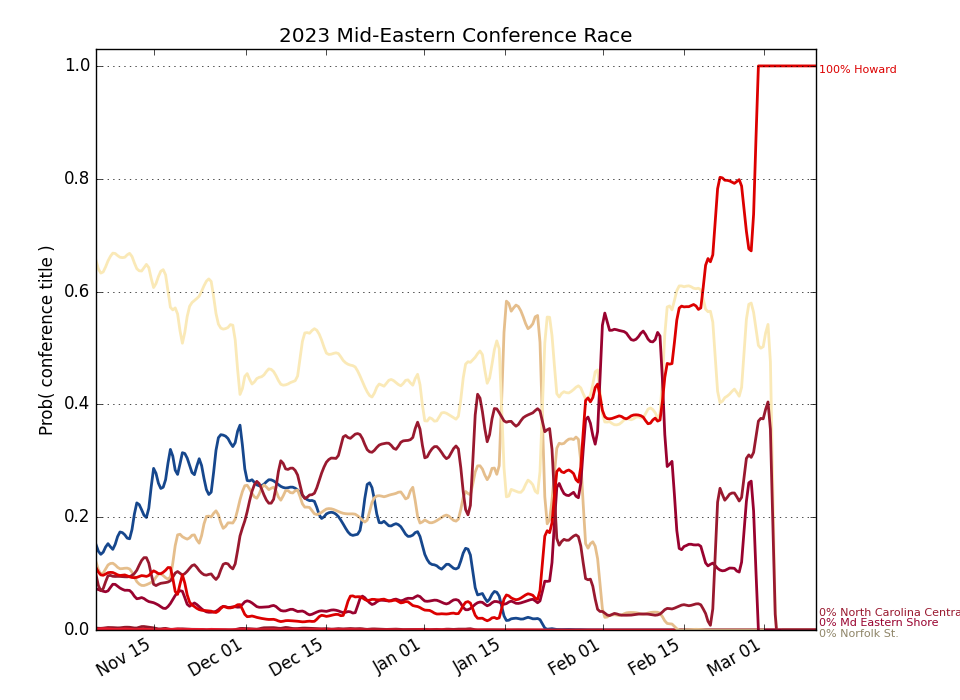 2023 Mid-Eastern Conference Race
Prob( conference title )
1.0
0.8
0.6
0.4
0.2
0.0
100% Howard
0% North Carolina Centra
0% Md Eastern Shore
0% Norfolk St.
Nov 15
Dec 01
Dec 15
Jan 01
Jan 15
Feb 01
Feb 15
Mar 01